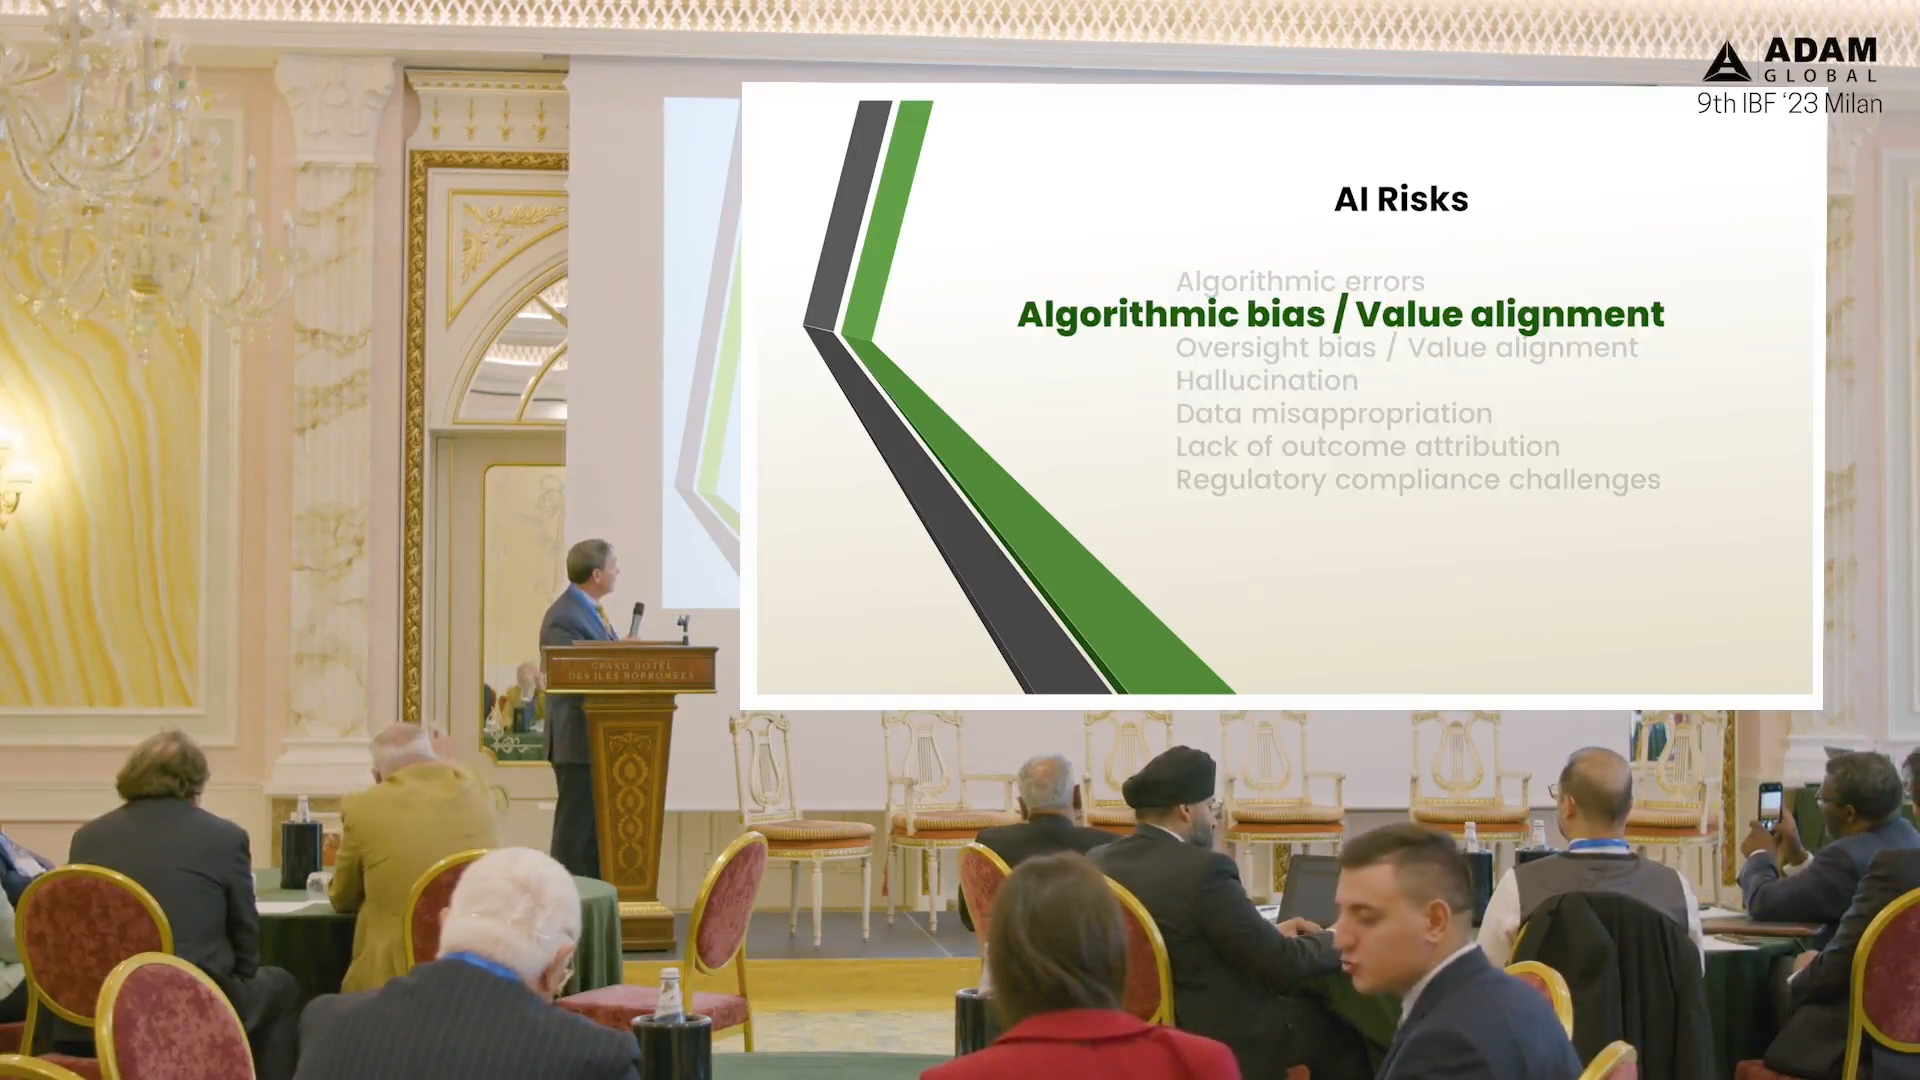 ADAM
GLOBAL
9th IBF ‘23 Milan
AI Risks
Algorithmic errors
Algorithmic bias / Value alignment
Oversight bias / Value alignment
Hallucination
Data misappropriation
Lack of outcome attribution
Regulatory compliance challenges
GRAND HOTEL
DES ILES BORROMEES